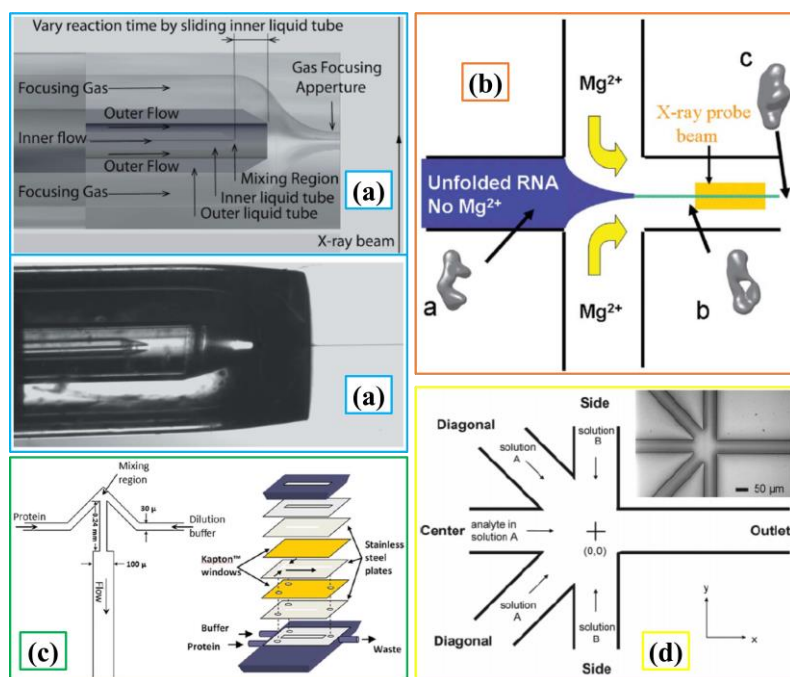 Vary reaction time by sliding inner liquid tube
Focusing Gas
Gas Focusing
Apperture
Outer Flow
Inner flow
Outer Flow
Mixing Region
Inner liquid tube
Outer liquid tube
Focusing Gas
(a)
X-ray beam
(a)
(b)
Mg2+
c
X-ray probe
beam
Unfolded RNA
No Mg2+
a
Mg2+
b
Mixing
region
Protein
30 µ
Dilution
buffer
0.24 mm
100 µ
Flow
(c)
Kapton™
windows
Stainless
steel
plates
Buffer
Protein
Waste
Side
Diagonal
solution
A
solution
B
50 µm
Center
analyte in
solution A
(0,0)
Outlet
solution
A
solution
B
Diagonal
Side
y
x
(d)